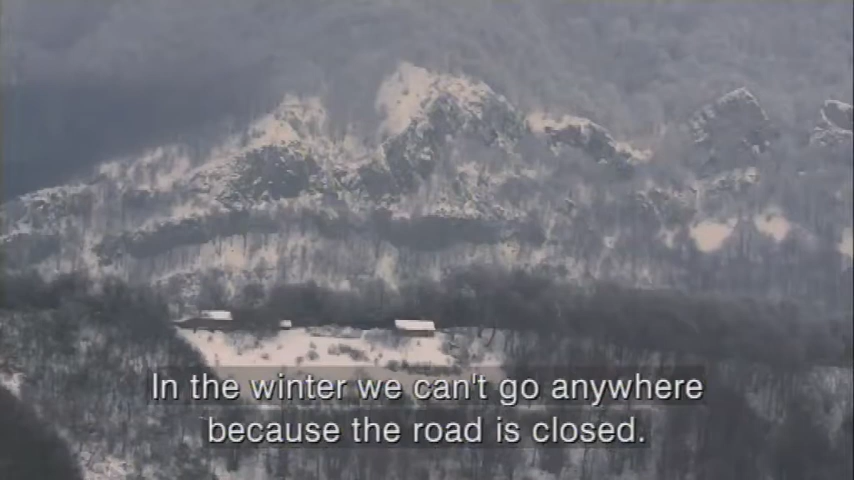 In the winter we can't go anywhere
because the road is closed.